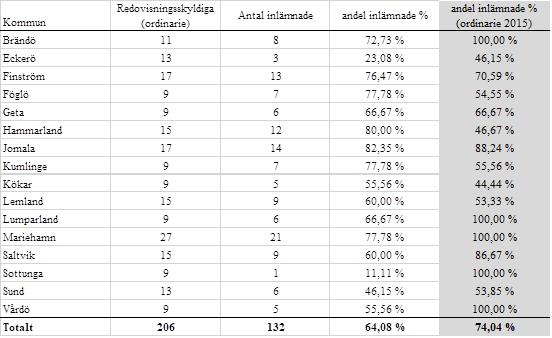 Kommun Redovisningsskyldiga (ordinarie) Antal inlämnade andel inlämnade % andel inlämnade % (ordinarie 2015)
Brändö 11 8 72,73 % 100,00 %
Eckerö 13 3 23,08 % 46,15 %
Finström 17 13 76,47 % 70,59 %
Föglö 9 7 77,78 % 54,55 %
Geta 9 6 66,67 % 66,67 %
Hammarland 15 12 80,00 % 46,67 %
Jomala 17 14 82,35 % 88,24 %
Kumlinge 9 7 77,78 % 55,56 %
Kökar 9 5 55,56 % 44,44 %
Lemland 15 9 60,00 % 53,33 %
Lumparland 9 6 66,67 % 100,00 %
Mariehamn 27 21 77,78 % 100,00 %
Saltvik 15 9 60,00 % 86,67 %
Sottunga 9 1 11,11 % 100,00 %
Sund 13 6 46,15 % 53,85 %
Vårdö 9 5 55,56 % 100,00 %
Totalt 206 132 64,08 % 74,04 %